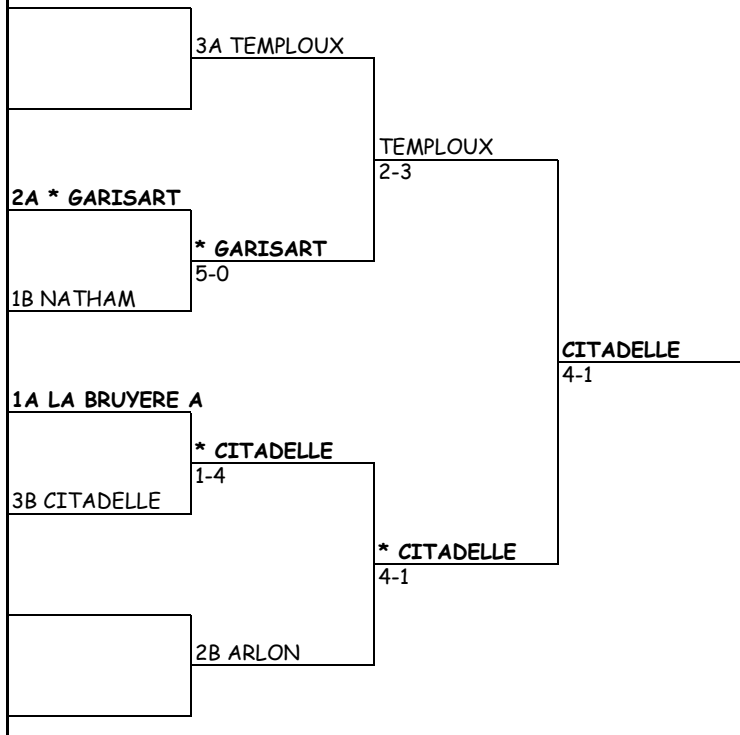 3A TEMPLOUX
TEMPLOUX
2-3
2A * GARISART
* GARISART
5-0
1B NATHAM
CITADELLE
4-1
1A LA BRUYERE A
* CITADELLE
1-4
3B CITADELLE
* CITADELLE
4-1
2B ARLON